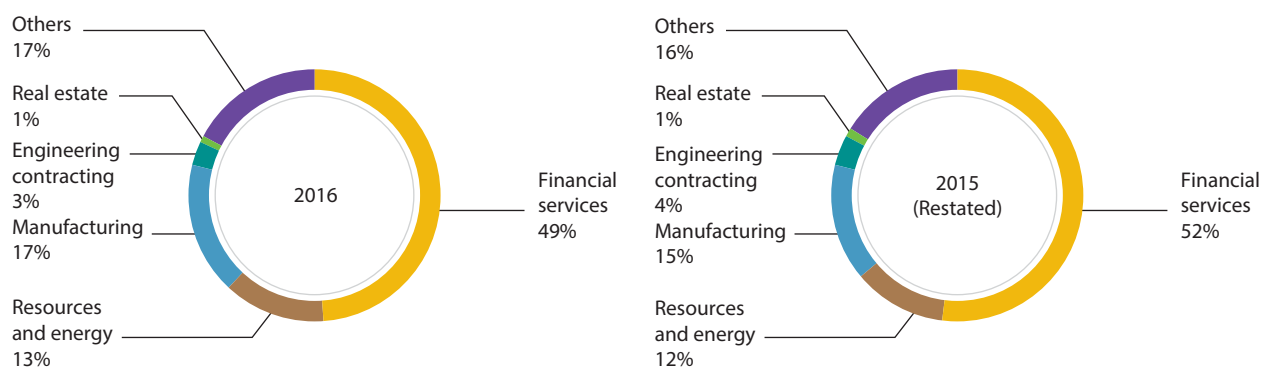 Others
17%
Real estate
1%
Engineering
contracting
3%
Manufacturing
17%
Resources
and energy
13%
2016
Financial
services
49%
Others
16%
Real estate
1%
Engineering
contracting
4%
Manufacturing
15%
Resources
and energy
12%
2015
(Restated)
Financial
services
52%